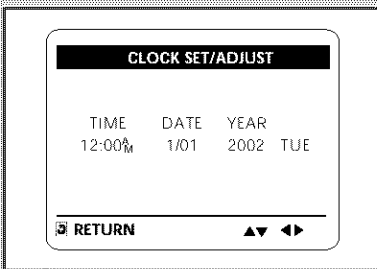 CLOCK SET/ADJUST
TIME DATE YEAR
12:00AM 1/01 2002 TUE
RETURN ▲▼ ◀▶